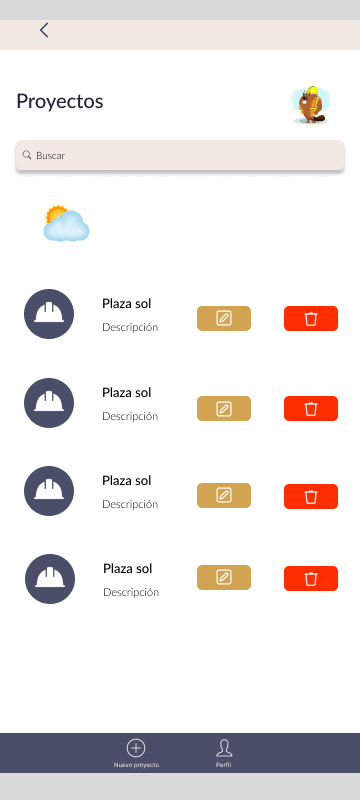 Proyectos
Buscar
Plaza sol
Descripción
Plaza sol
Descripción
Plaza sol
Descripción
Plaza sol
Descripción
Nuevo proyecto
Perfil